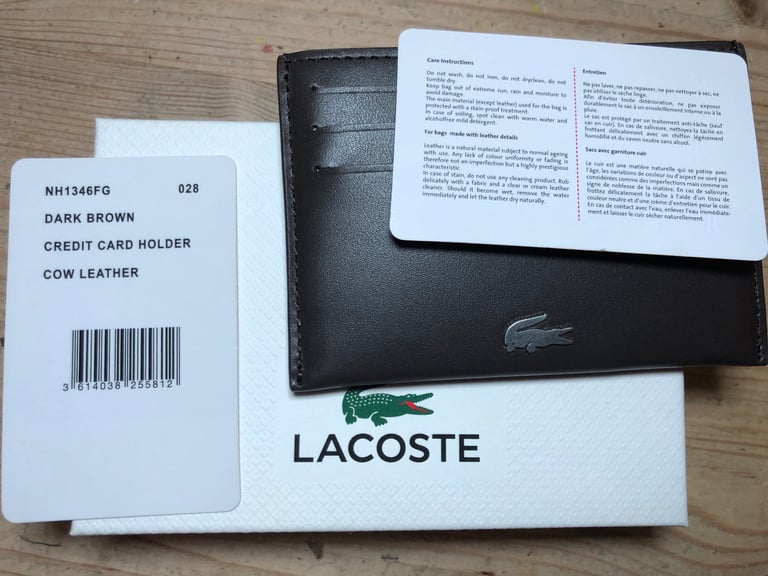 NH1346FG 028
DARK BROWN
CREDIT CARD HOLDER
COW LEATHER
3 614038 255812
Care Instructions
Do not wash, do not iron, do not dryclean, do not
tumble dry.
Keep bag out of extreme sun, rain and moisture to
avoid damage.
The main material (except leather) used for the bag is
protected with a stain-proof treatment.
In case of soiling, spot clean with warm water and
alcoholfree mild detergent.
For bags made with leather details
Leather is a natural material subject to normal ageing
with use. Any lack of colour uniformity or fading is
therefore not an imperfection but a highly prestigious
characteristic.
In case of stain, do not use any cleaning product. Rub
delicately with a fabric and a clear or cream leather
cleaner. Should it become wet, remove the water
immediately and let the leather dry naturally.
Entretien
Ne pas laver, ne pas repasser, ne pas nettoyer à sec, ne
pas utiliser le sèche linge.
Afin d'éviter toute détérioration, ne pas exposer
durablement le sac à un ensoleillement intense ou à la
pluie.
Le sac est protégé par un traitement anti-tâche (sauf
sac en cuir). En cas de salissure, nettoyez-la tâche en
frottant délicatement avec un chiffon légèrement
humidifié et du savon neutre sans alcool.
Sacs avec garniture cuir
Le cuir est une matière naturelle qui se patine avec
l'âge, les variations de couleur ou d'aspect ne sont pas
considérées comme des imperfections mais comme un
signe de noblesse de la matière. En cas de salissure,
frottez délicatement la tâche à l'aide d'un tissu de
couleur neutre et d'une crème d'entretien pour le cuir.
En cas de contact avec l'eau, enlever l'eau immédiate-
ment et laisser le cuir sécher naturellement.
LACOSTE